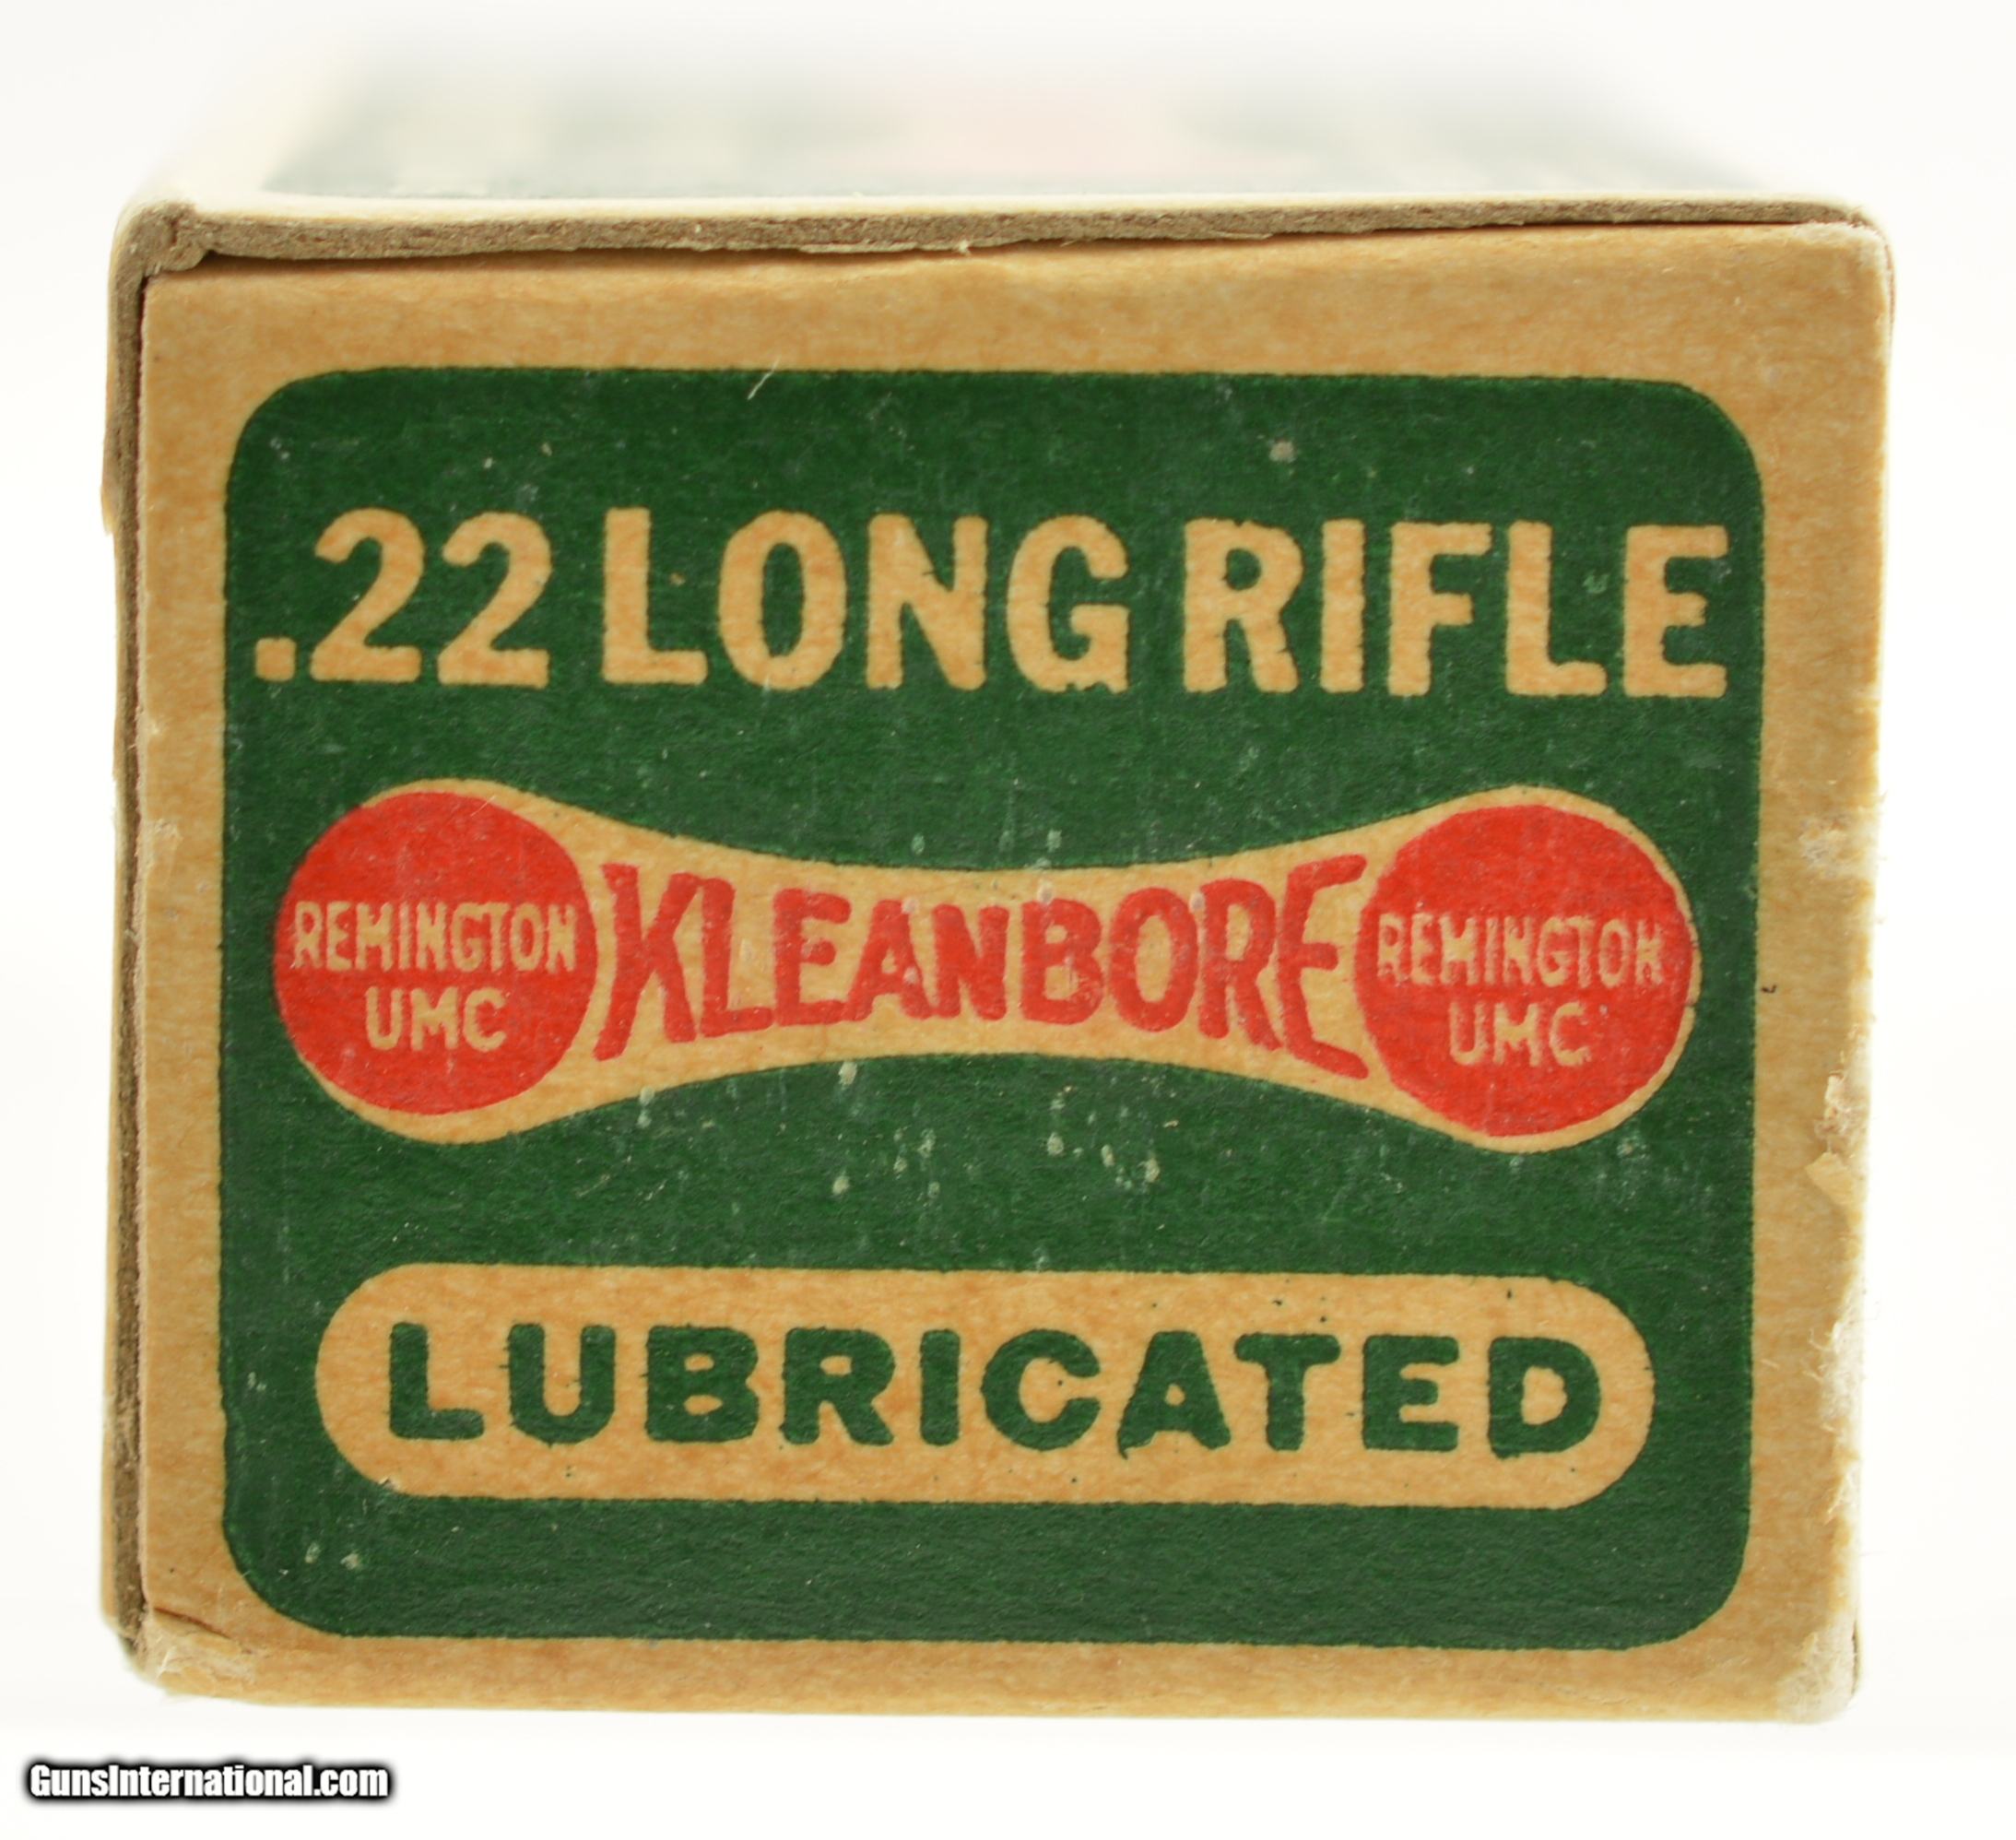 .22 LONG RIFLE
REMINGTON
UMC
KLEANBORE
REMINGTON
UMC
LUBRICATED
GunsInternational.com